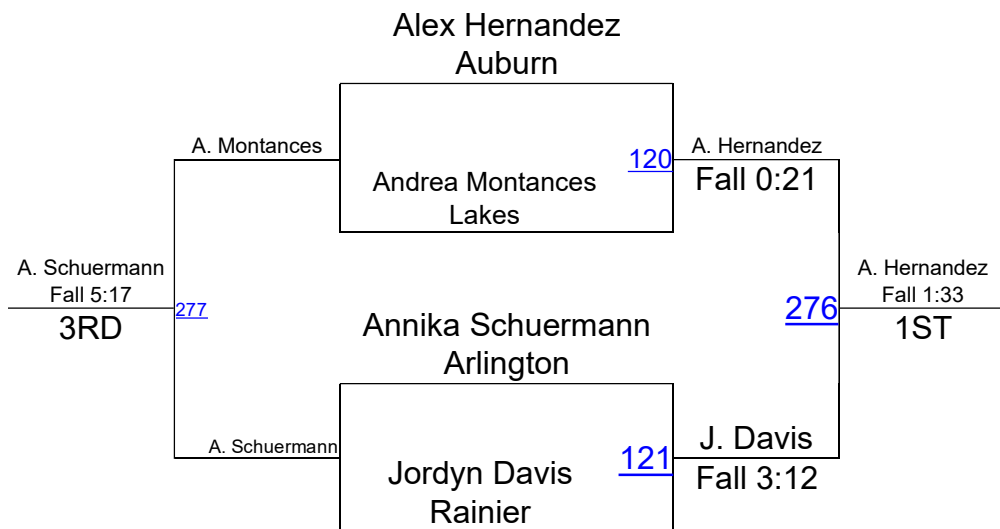 Alex Hernandez
Auburn
A. Montances
120
A. Hernandez
Fall 0:21
Andrea Montances
Lakes
A. Schuermann
Fall 5:17
3RD
277
276
A. Hernandez
Fall 1:33
1ST
Annika Schuermann
Arlington
A. Schuermann
121
J. Davis
Fall 3:12
Jordyn Davis
Rainier